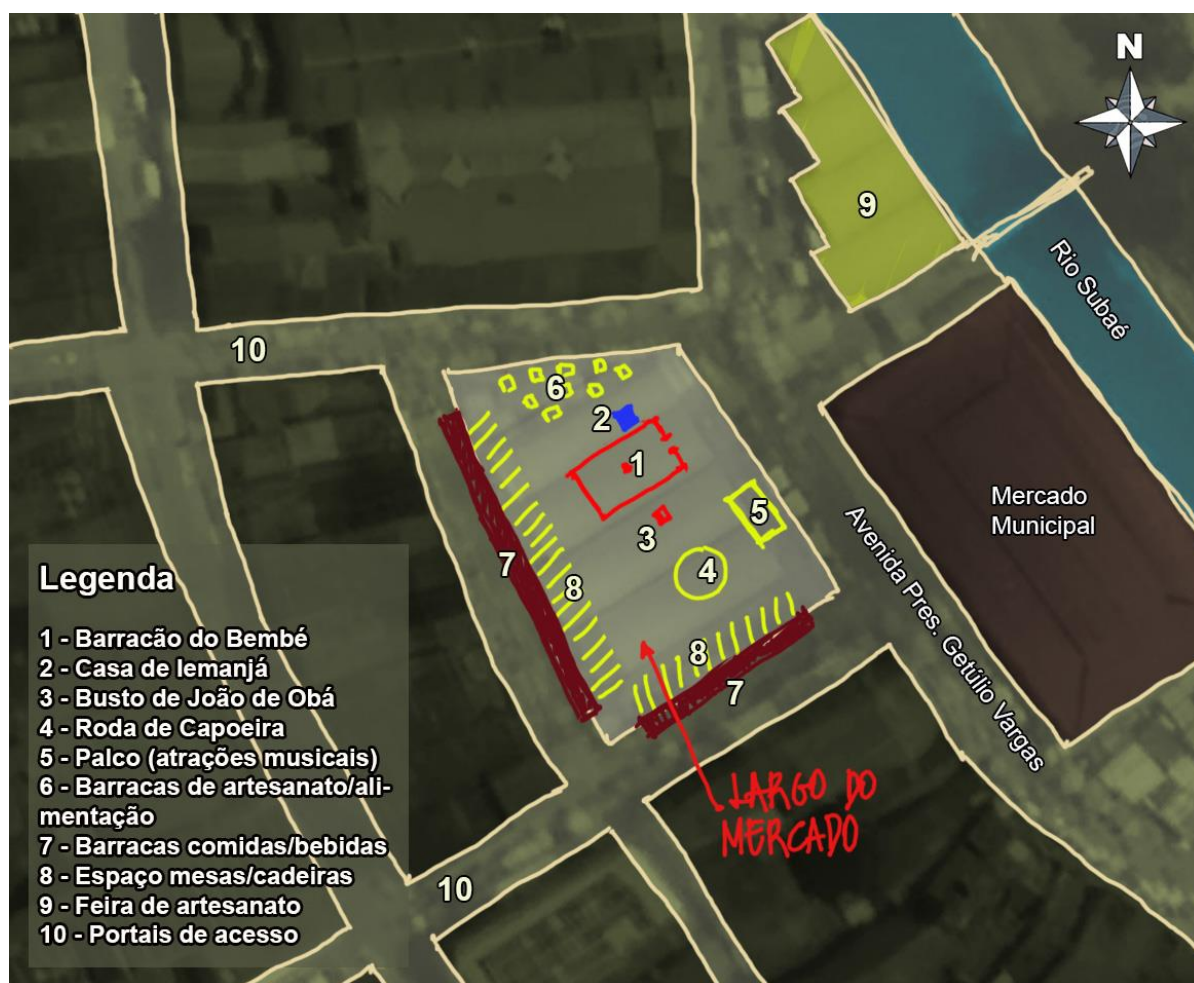 N
9
Rio Subaé
10
6
2
1
Mercado
Municipal
5
3
Avenida Pres. Getúlio Vargas
7
4
8
8
7
LARGO DO
MERCADO
10
Legenda
1 - Barracão do Bembé
2 - Casa de Iemanjá
3 - Busto de João de Obá
4 - Roda de Capoeira
5 - Palco (atrações musicais)
6 - Barracas de artesanato/ali-
mentação
7 - Barracas comidas/bebidas
8 - Espaço mesas/cadeiras
9 - Feira de artesanato
10 - Portais de acesso